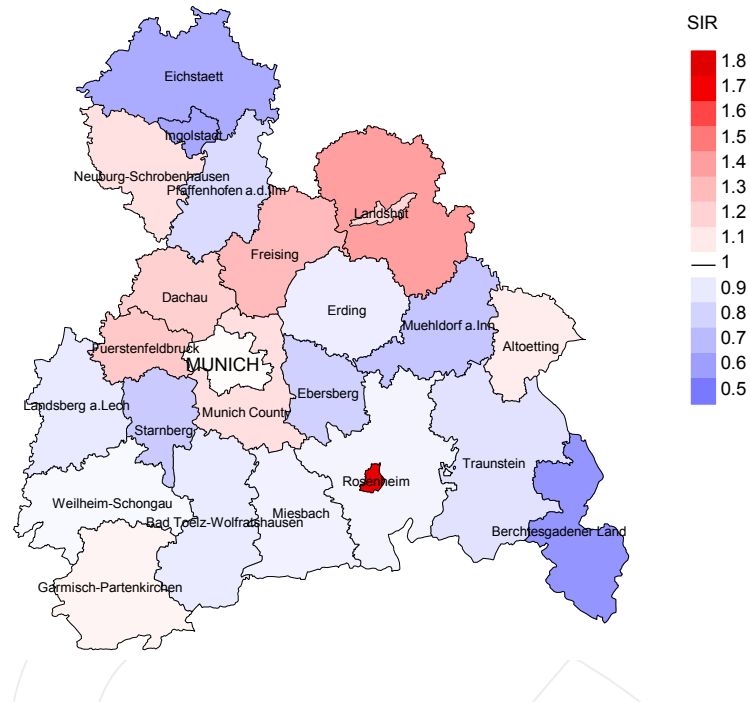 SIR
1.8
1.7
1.6
1.5
1.4
1.3
1.2
1.1
1
0.9
0.8
0.7
0.6
0.5
Eichstaett
Ingolstadt
Neuburg-Schrobenhausen
Pfaffenhofen a.d.Ilm
Landshut
Freising
Dachau
Erding
Muehldorf a.Inn
Fuerstenfeldbruck
Altoetting
MUNICH
Ebersberg
Landsberg a.Lech
Munich County
Starnberg
Traunstein
Rosenheim
Weilheim-Schongau
Miesbach
Bad Toelz-Wolfratshausen
Berchtesgadener Land
Garmisch-Partenkirchen